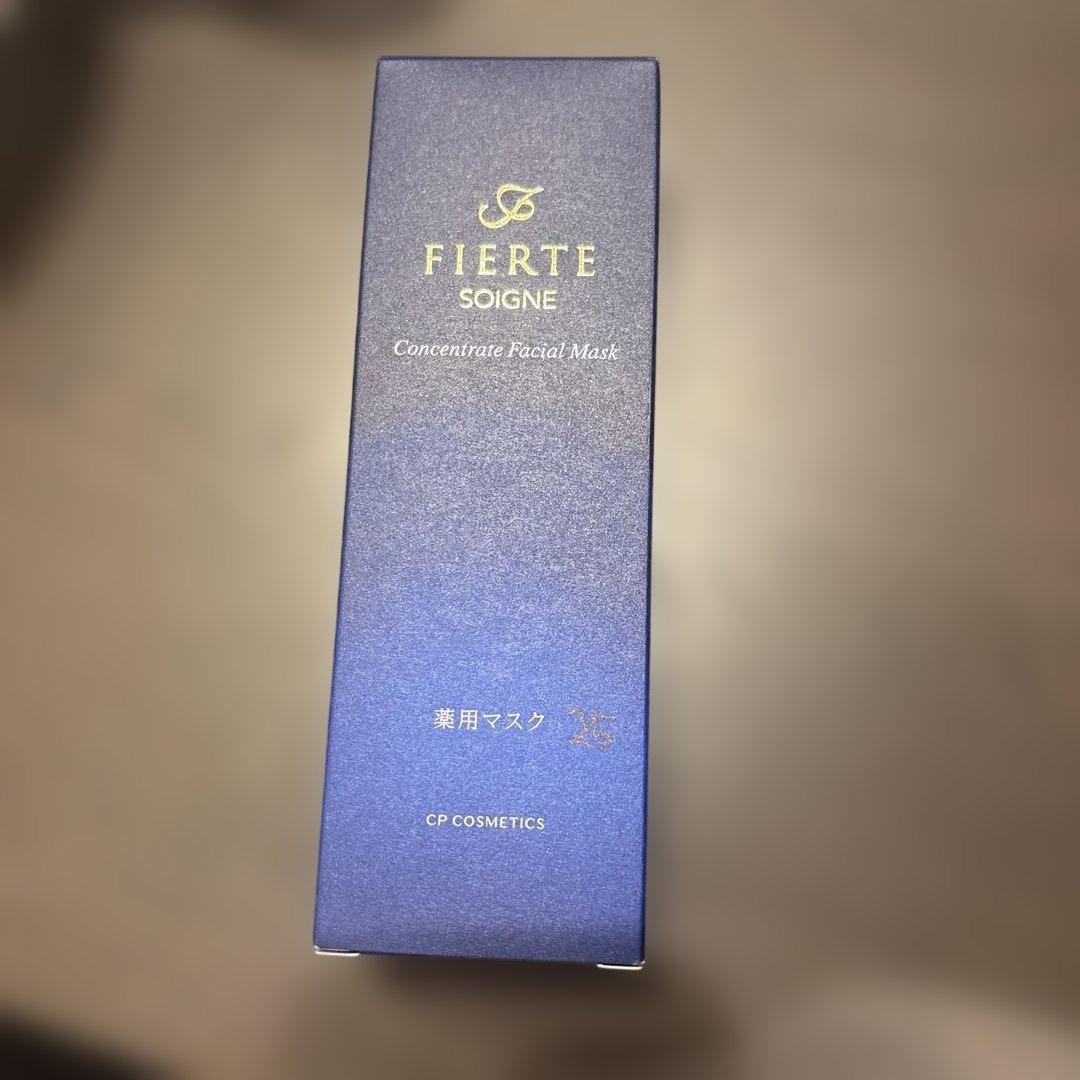 FIERTE
SOIGNE
Concentrate Facial Mask
薬用マスク 25
CP COSMETICS